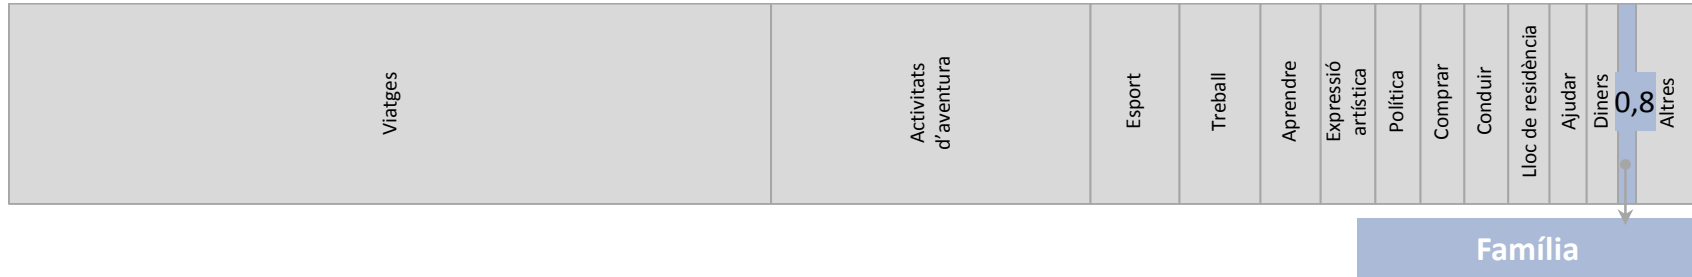 Viatges
Activitats
d’aventura
Esport
Treball
Aprendre
Expressió
artística
Política
Comprar
Conduir
Lloc de residència
Ajudar
Diners
0,8
Altres
Família